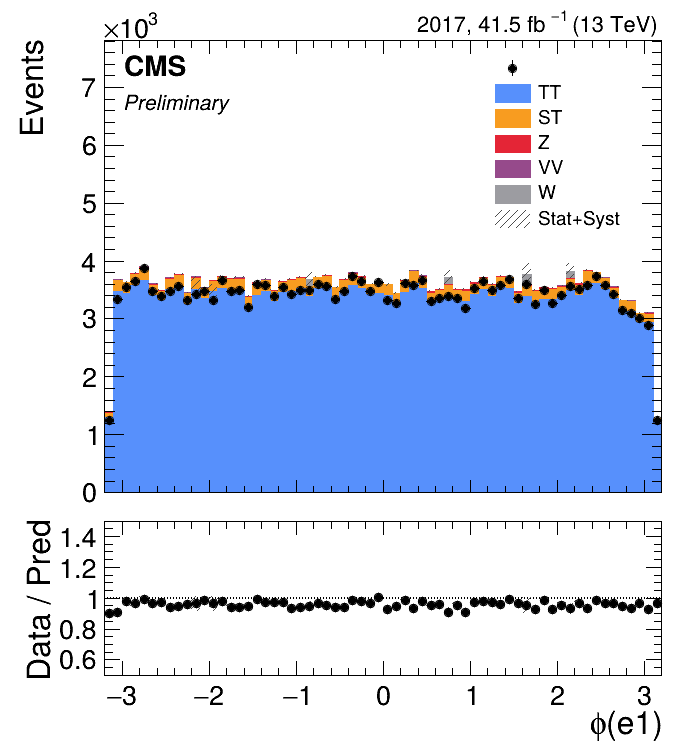 ×10³
2017, 41.5 fb⁻¹ (13 TeV)
CMS
Preliminary
TT
ST
Z
VV
W
Stat+Syst
Events
7
6
5
4
3
2
1
0
Data / Pred
1.4
1.2
1
0.8
0.6
−3 −2 −1 0 1 2 3
ϕ(e1)